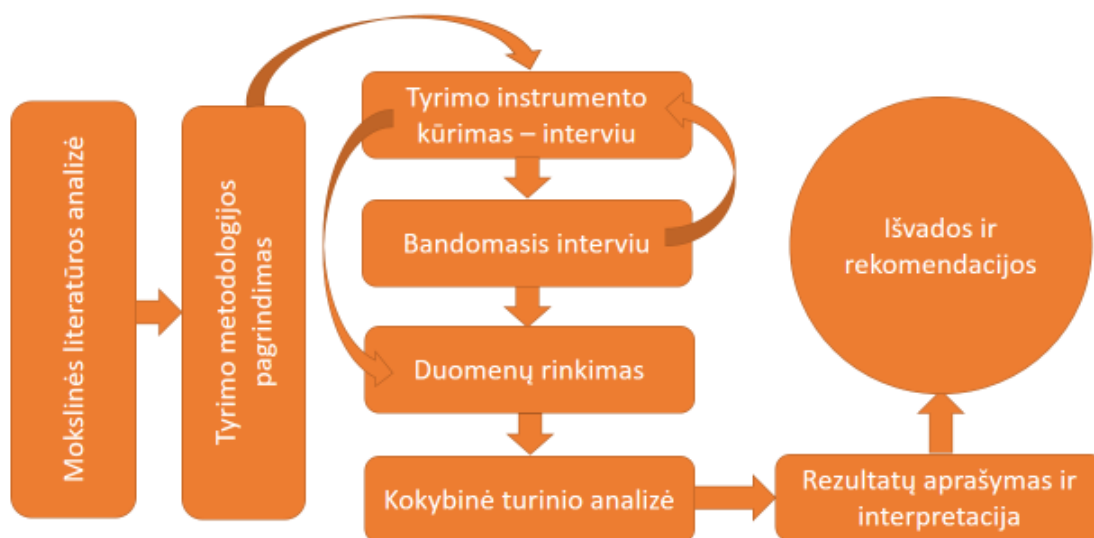 Mokslinės literatūros analizė
Tyrimo metodologijos
pagrindimas
Tyrimo instrumento
kūrimas – interviu
Bandomasis interviu
Duomenų rinkimas
Kokybinė turinio analizė
Rezultatų aprašymas ir
interpretacija
Išvados ir
rekomendacijos